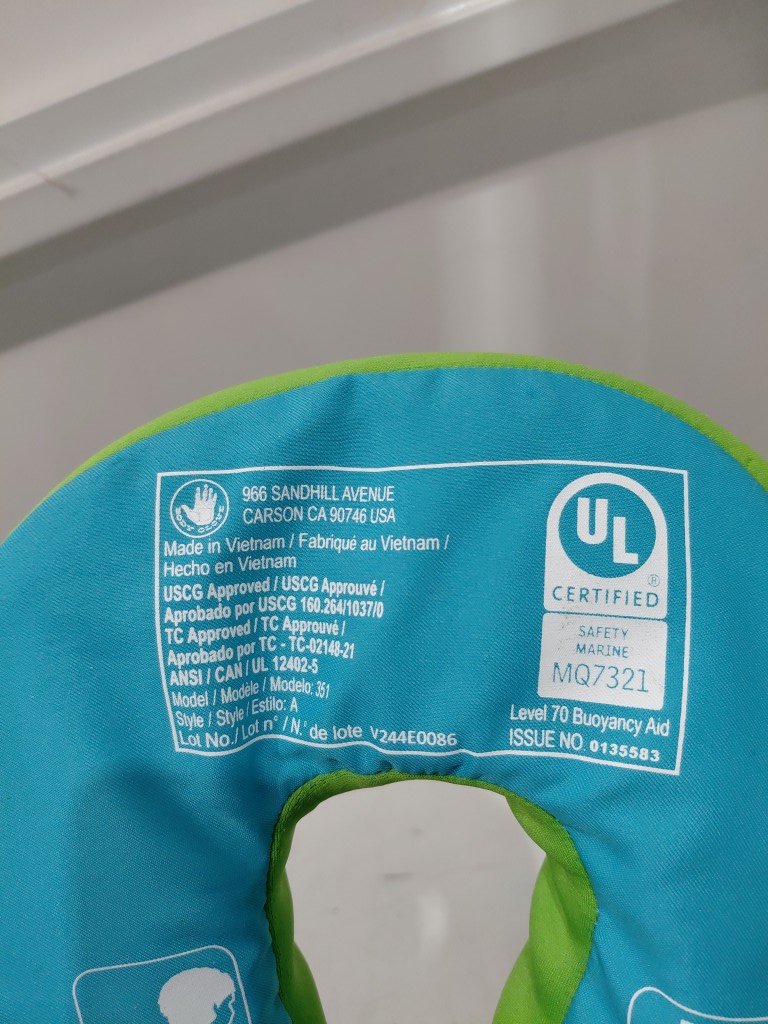 BODY GLOVE
966 SANDHILL AVENUE
CARSON CA 90746 USA
Made in Vietnam / Fabriqué au Vietnam /
Hecho en Vietnam
USCG Approved / USCG Approuvé /
Aprobado por USCG 160.264/1037/0
TC Approved / TC Approuvé /
Aprobado por TC - TC-02148-21
ANSI / CAN / UL 12402-5
Model / Modèle / Modelo: 351
Style / Style / Estilo: A
Lot No./ Lot n° / N.° de lote V244E0086
UL
®
CERTIFIED
SAFETY
MARINE
MQ7321
Level 70 Buoyancy Aid
ISSUE NO. 0135583